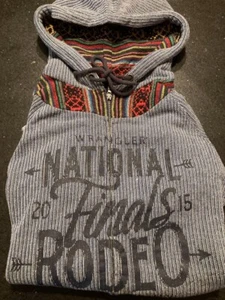 WRANGLER
NATIONAL
20 Finals 15
RODEO